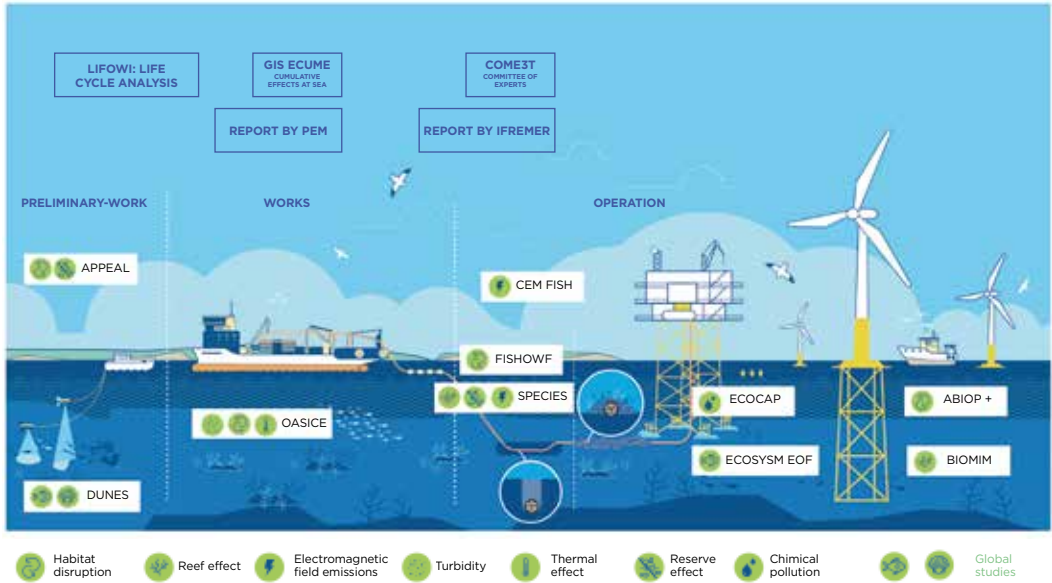 LIFOWI: LIFE
CYCLE ANALYSIS
GIS ECUME
CUMULATIVE
EFFECTS AT SEA
COME3T
COMMITTEE OF
EXPERTS
REPORT BY PEM
REPORT BY IFREMER
PRELIMINARY-WORK
WORKS
OPERATION
APPEAL
CEM FISH
FISHOWF
SPECIES
ECOCAP
ABIOP +
OASICE
ECOSYSM EOF
BIOMIM
DUNES
Habitat
disruption
Reef effect
Electromagnetic
field emissions
Turbidity
Thermal
effect
Reserve
effect
Chimical
pollution
Global
studies